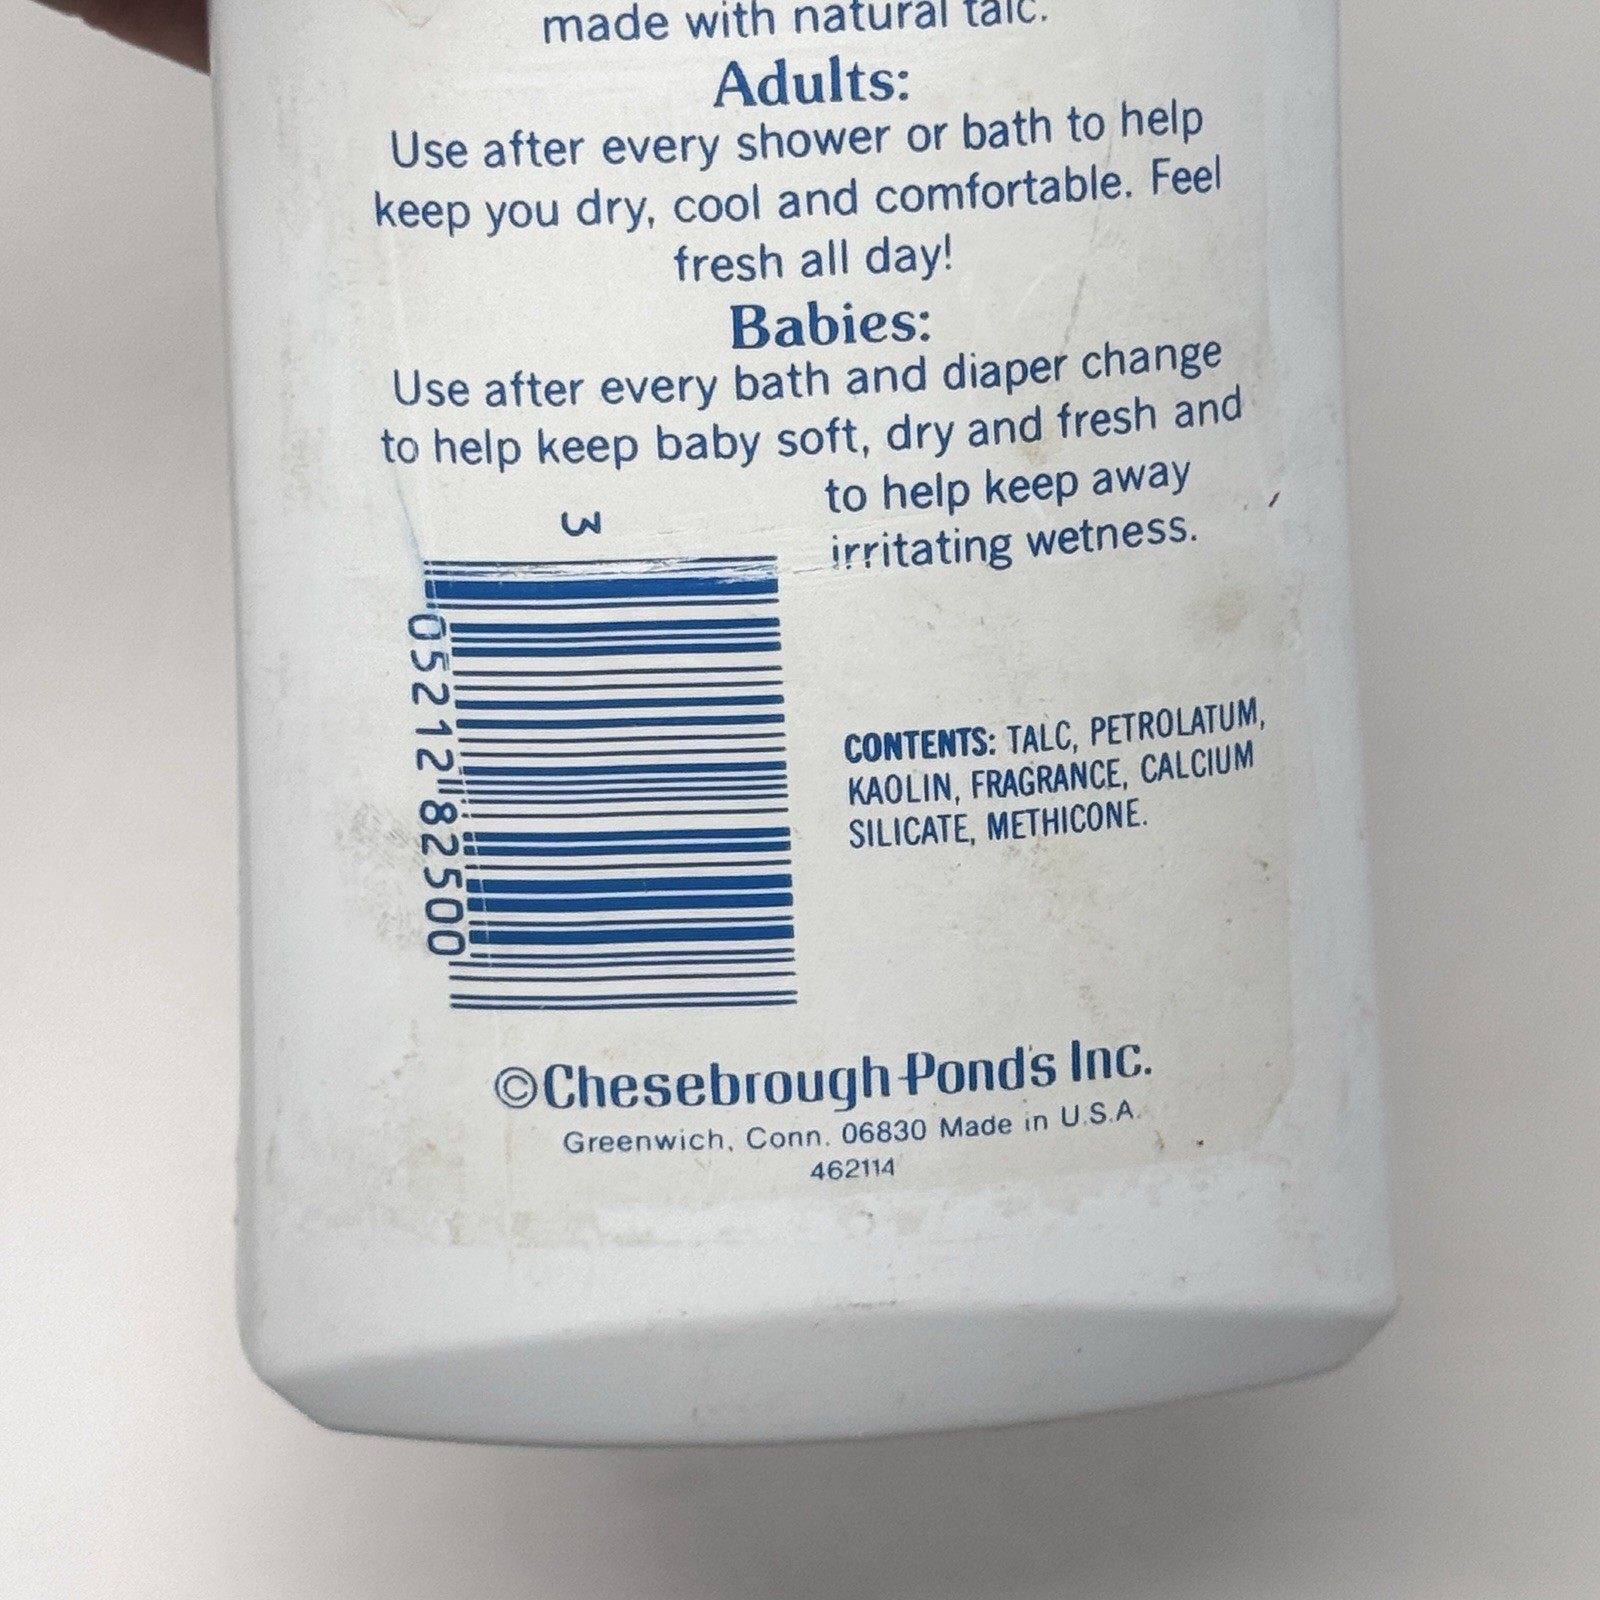 made with natural talc.
Adults:
Use after every shower or bath to help
keep you dry, cool and comfortable. Feel
fresh all day!
Babies:
Use after every bath and diaper change
to help keep baby soft, dry and fresh and
to help keep away
irritating wetness.
3
052128 82500
CONTENTS: TALC, PETROLATUM,
KAOLIN, FRAGRANCE, CALCIUM
SILICATE, METHICONE.
©Chesebrough-Pond's Inc.
Greenwich, Conn. 06830 Made in U.S.A.
462114